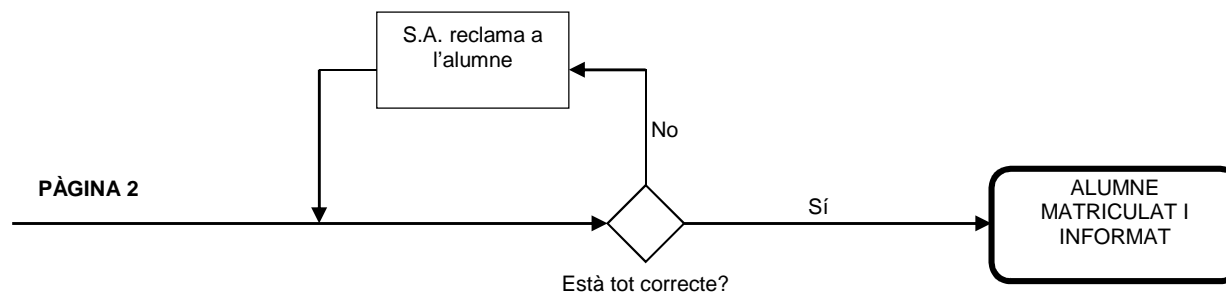 S.A. reclama a
l’alumne
No
PÀGINA 2
Sí
ALUMNE
MATRICULAT I
INFORMAT
Està tot correcte?